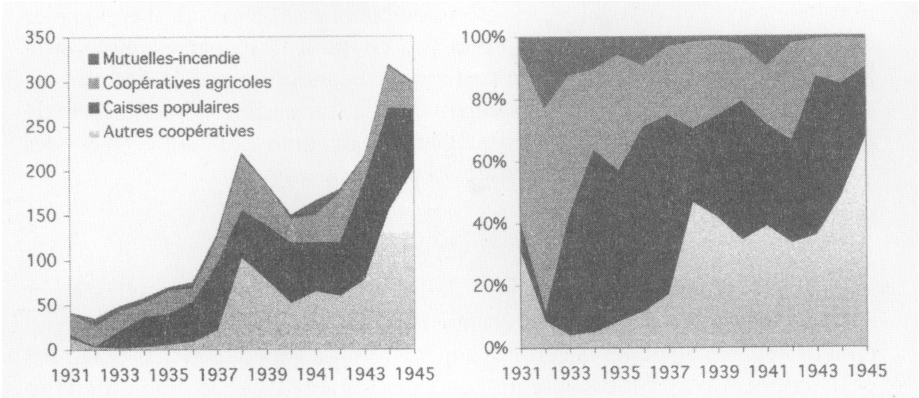 350
300
250
200
150
100
50
0
Mutuelles-incendie
Coopératives agricoles
Caisses populaires
Autres coopératives
1931 1933 1935 1937 1939 1941 1943 1945
100%
80%
60%
40%
20%
0%
1931 1933 1935 1937 1939 1941 1943 1945